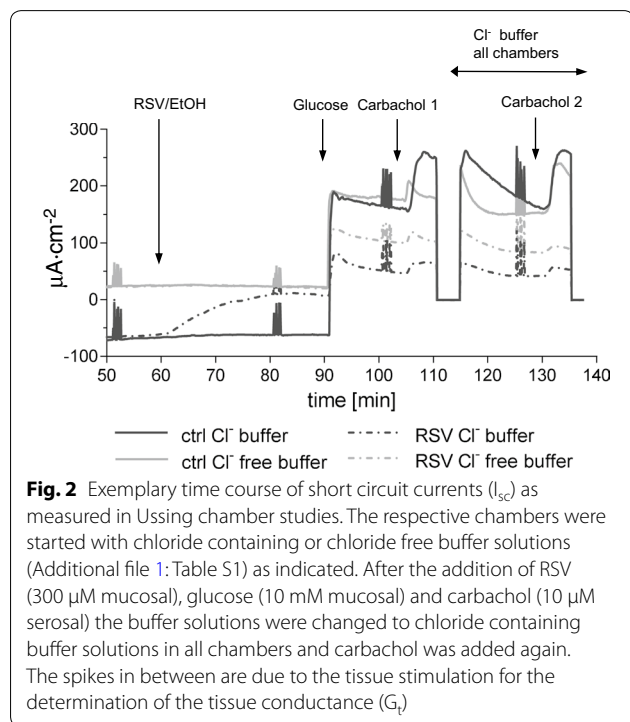 Cl⁻ buffer
all chambers
RSV/EtOH
Glucose
Carbachol 1
Carbachol 2
300
200
100
0
-100
µA·cm⁻²
50 60 70 80 90 100 110 120 130 140
time [min]
ctrl Cl⁻ buffer
RSV Cl⁻ buffer
ctrl Cl⁻ free buffer
RSV Cl⁻ free buffer
Fig. 2 Exemplary time course of short circuit currents (Isc) as
measured in Ussing chamber studies. The respective chambers were
started with chloride containing or chloride free buffer solutions
(Additional file 1: Table S1) as indicated. After the addition of RSV
(300 µM mucosal), glucose (10 mM mucosal) and carbachol (10 µM
serosal) the buffer solutions were changed to chloride containing
buffer solutions in all chambers and carbachol was added again.
The spikes in between are due to the tissue stimulation for the
determination of the tissue conductance (Gt)